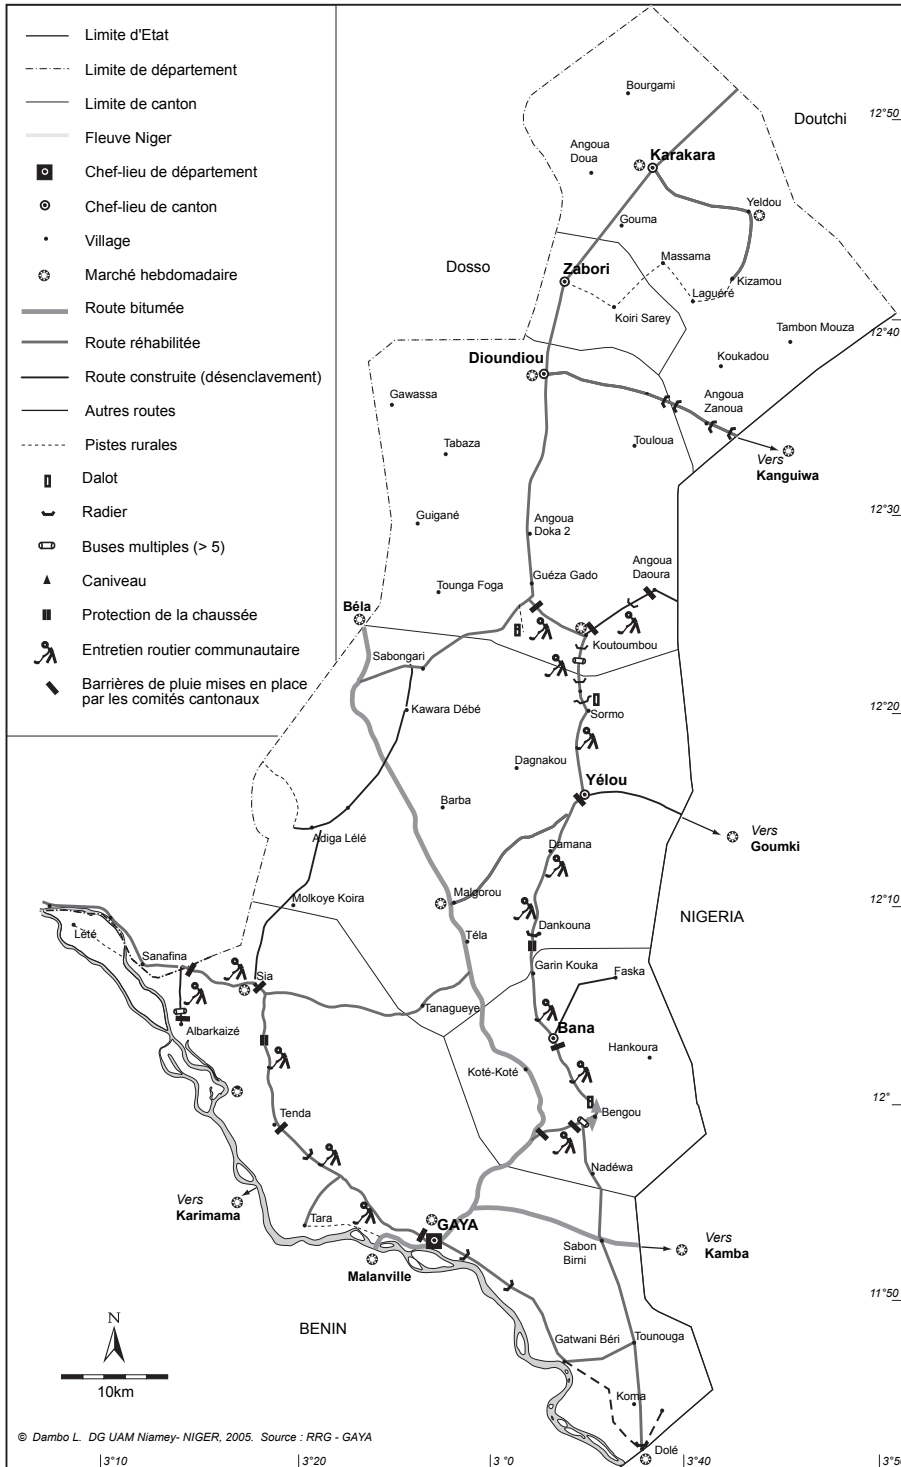 Limite d'Etat
Limite de département
Limite de canton
Fleuve Niger
Chef-lieu de département
Chef-lieu de canton
Village
Marché hebdomadaire
Route bitumée
Route réhabilitée
Route construite (désenclavement)
Autres routes
Pistes rurales
Dalot
Radier
Buses multiples (> 5)
Caniveau
Protection de la chaussée
Entretien routier communautaire
Barrières de pluie mises en place
par les comités cantonaux
Bourgami
12°50
Doutchi
Angoua
Doua
Karakara
Yeldou
Gouma
Dosso
Massama
Zabori
Kizamou
Laguéré
Koiri Sarey
12°40
Tambon Mouza
Dioundiou
Koukadou
Gawassa
Angoua
Zanoua
Tabaza
Touloua
Vers
Kanguiwa
12°30
Guigané
Angoua
Doka 2
Guéza Gado
Angoua
Daoura
Tounga Foga
Béla
Koutoumbou
Sabongari
Kawara Débé
Sormo
12°20
Dagnakou
Yélou
Barba
Vers
Goumki
Adiga Lélé
Damana
Malgorou
Molkoye Koira
12°10
NIGERIA
Lété
Dankouna
Téla
Sanafina
Garin Kouka
Faska
Sia
Tanagueye
Bana
Albarkaizé
Hankoura
Koté-Koté
12°
Bengou
Tenda
Nadéwa
Vers
Karimama
Tara
GAYA
Vers
Kamba
Sabon
Birni
Malanville
11°50
BENIN
N
Gatwani Béri
Tounouga
10km
Koma
© Dambo L. DG UAM Niamey- NIGER, 2005. Source : RRG - GAYA
Dolé
3°10
3°20
3°0
3°40
3°50